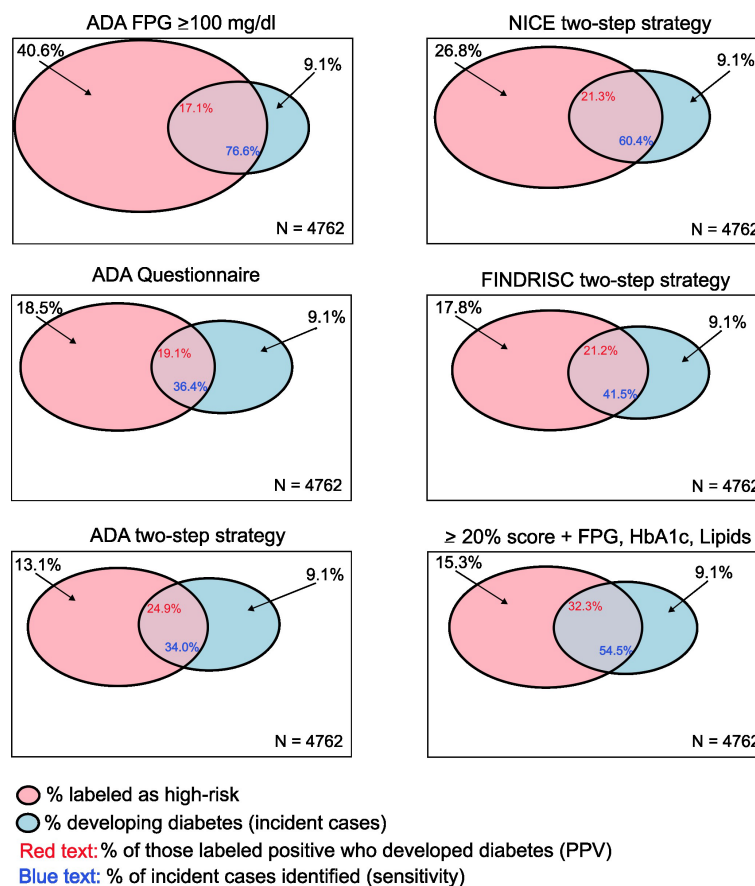 ADA FPG ≥100 mg/dl
40.6%
9.1%
17.1%
76.6%
N = 4762
NICE two-step strategy
26.8%
9.1%
21.3%
60.4%
N = 4762
ADA Questionnaire
18.5%
9.1%
19.1%
36.4%
N = 4762
FINDRISC two-step strategy
17.8%
9.1%
21.2%
41.5%
N = 4762
ADA two-step strategy
13.1%
9.1%
24.9%
34.0%
N = 4762
≥ 20% score + FPG, HbA1c, Lipids
15.3%
9.1%
32.3%
54.5%
N = 4762
% labeled as high-risk
% developing diabetes (incident cases)
Red text: % of those labeled positive who developed diabetes (PPV)
Blue text: % of incident cases identified (sensitivity)